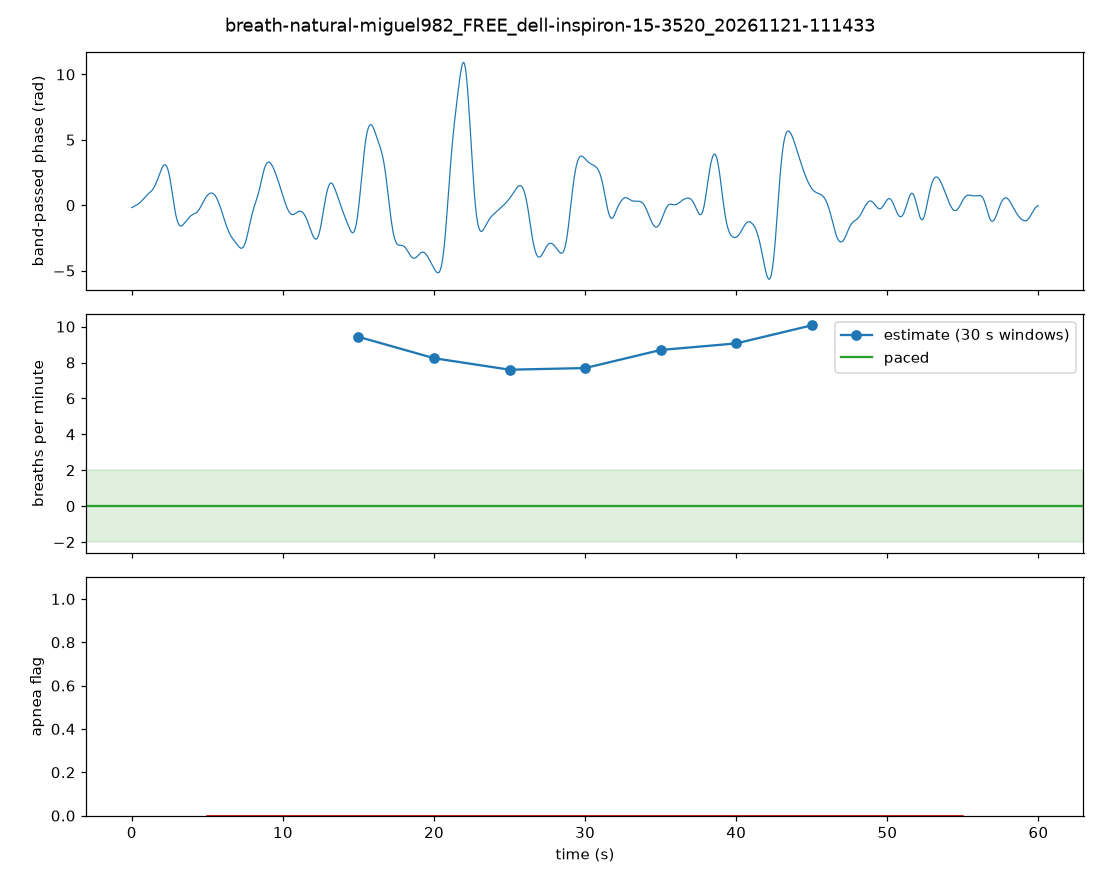 breath-natural-miguel982_FREE_dell-inspiron-15-3520_20261121-111433
band-passed phase (rad)
10
5
0
−5
breaths per minute
10
8
6
4
2
0
−2
estimate (30 s windows)
paced
apnea flag
1.0
0.8
0.6
0.4
0.2
0.0
0 10 20 30 40 50 60
time (s)